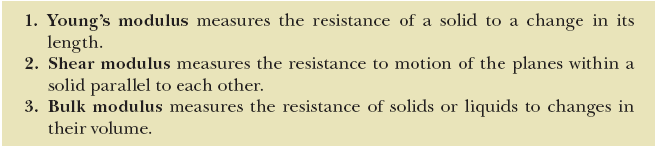 1. Young's modulus measures the resistance of a solid to a change in its
length.
2. Shear modulus measures the resistance to motion of the planes within a
solid parallel to each other.
3. Bulk modulus measures the resistance of solids or liquids to changes in
their volume.